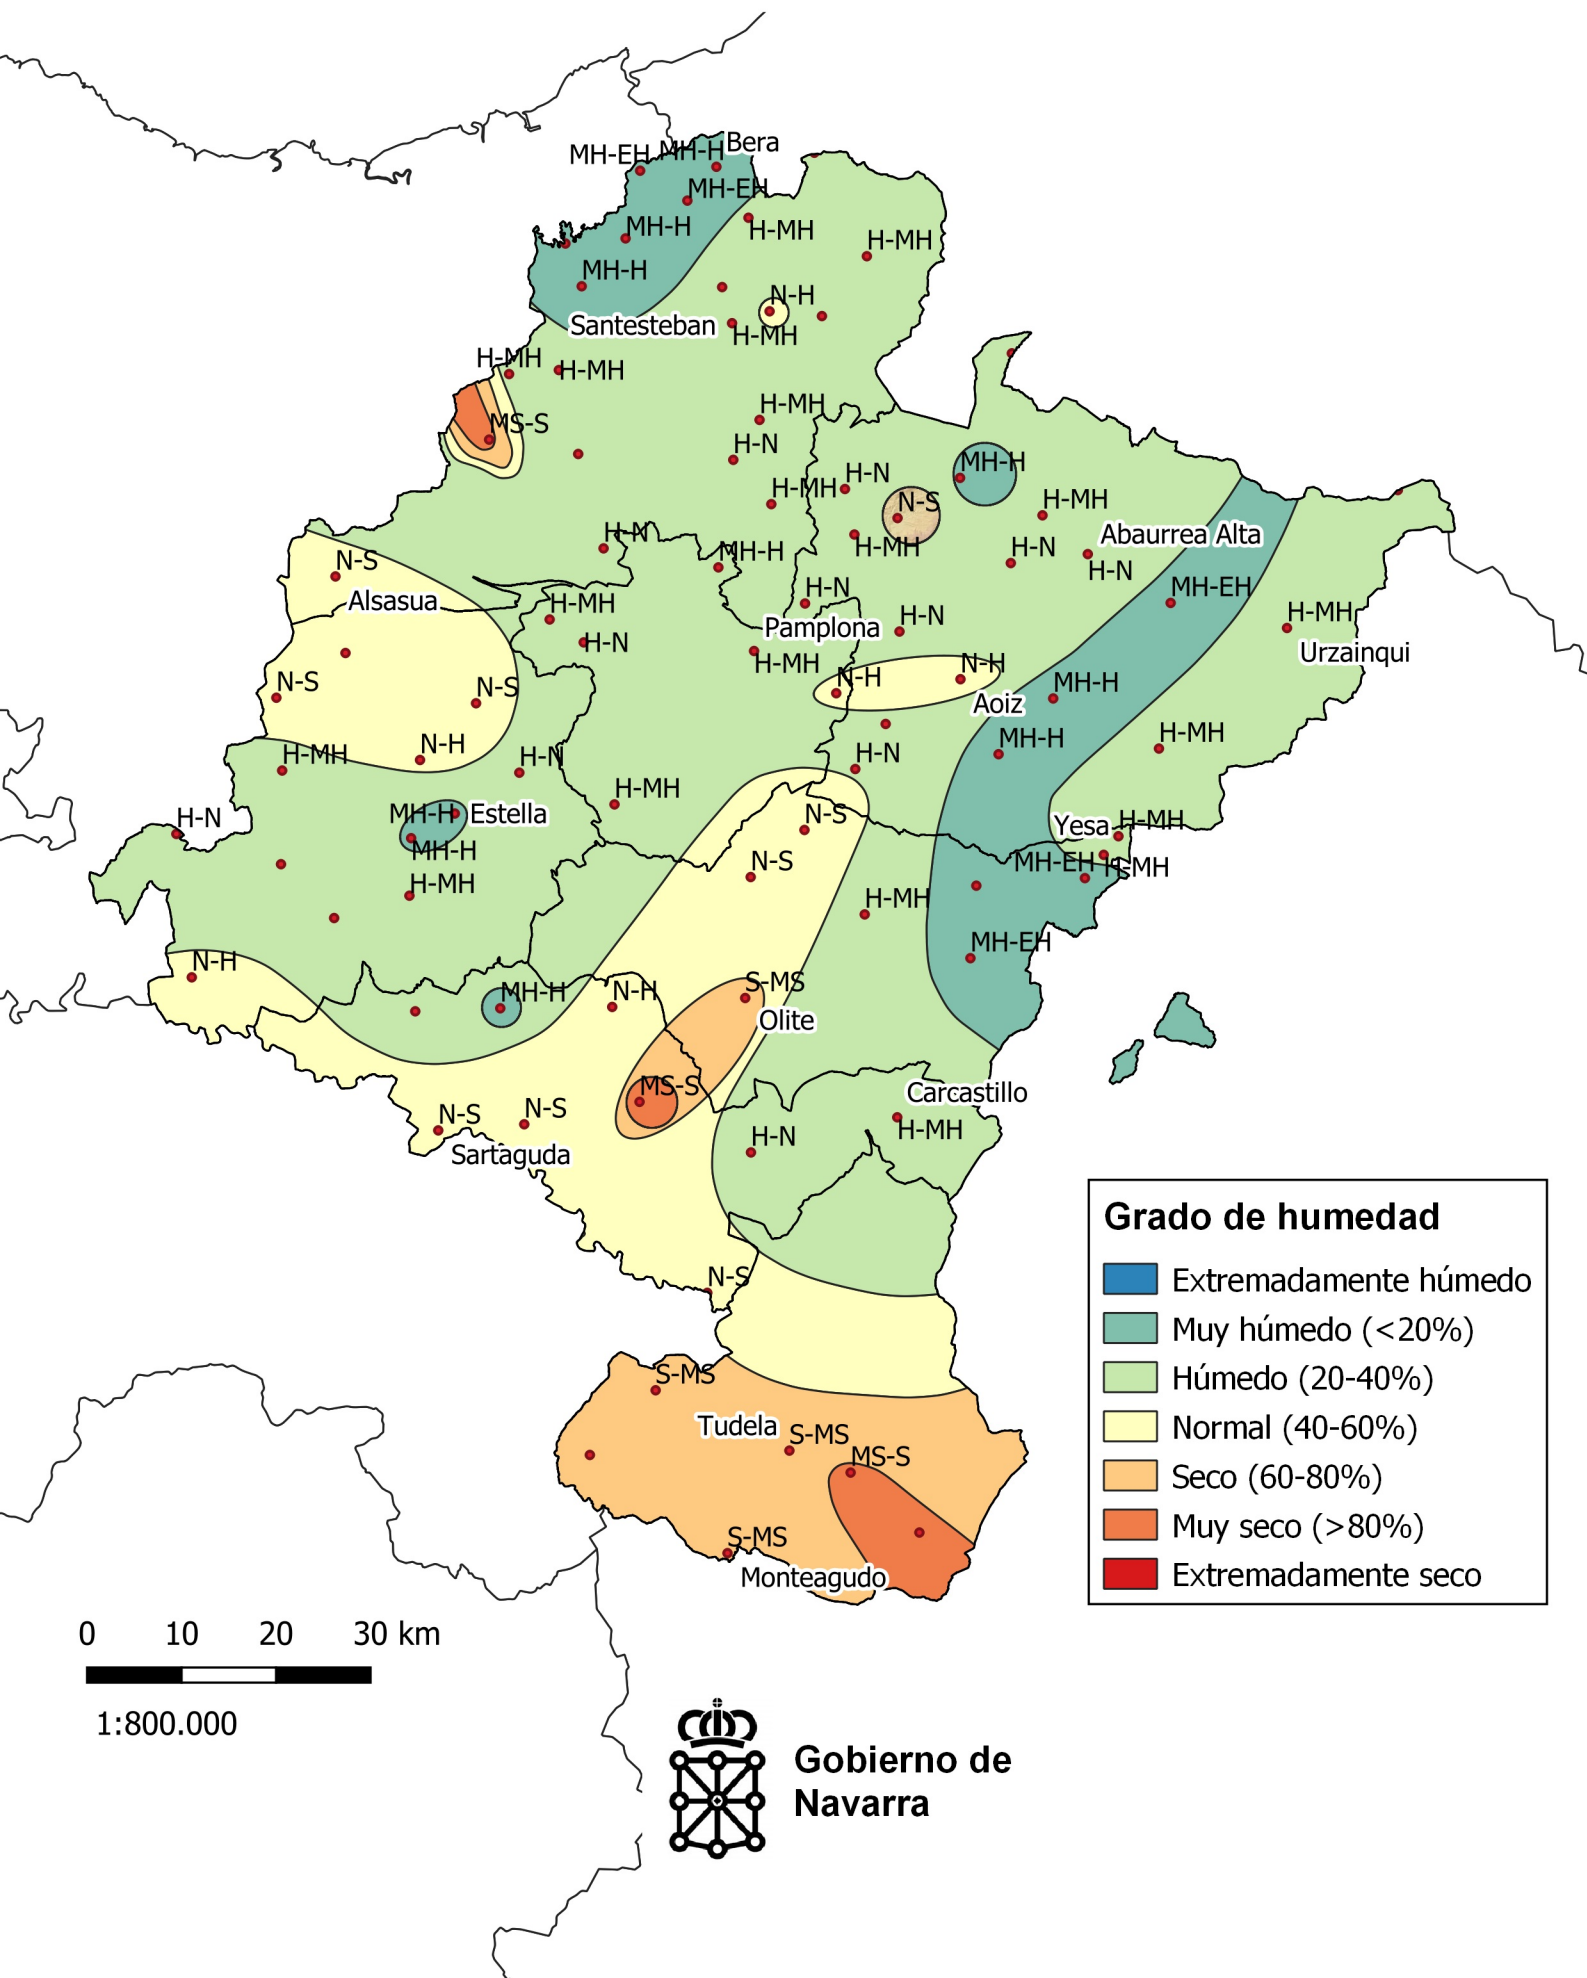 Bera
MH-EH
MH-H
MH-EH
MH-H
H-MH
H-MH
MH-H
N-H
Santesteban
H-MH
H-MH
H-MH
H-MH
MS-S
H-N
MH-H
H-N
H-MH
N-S
H-MH
H-N
H-MH
Abaurrea Alta
MH-H
H-N
N-S
H-N
H-N
MH-EH
Alsasua
H-MH
H-N
H-MH
Pamplona
H-N
H-MH
Urzainqui
N-H
N-H
N-S
N-S
MH-H
Aoiz
N-H
H-MH
H-N
H-N
MH-H
H-MH
H-MH
H-N
MH-H
Estella
N-S
Yesa
H-MH
MH-H
N-S
MH-EH
H-MH
H-MH
H-MH
MH-EH
N-H
MH-H
N-H
S-MS
Olite
MS-S
Carcastillo
N-S
N-S
H-N
H-MH
Sartaguda
N-S
S-MS
Tudela
S-MS
MS-S
S-MS
Monteagudo
Grado de humedad
Extremadamente húmedo
Muy húmedo (<20%)
Húmedo (20-40%)
Normal (40-60%)
Seco (60-80%)
Muy seco (>80%)
Extremadamente seco
0 10 20 30 km
1:800.000
Gobierno de
Navarra